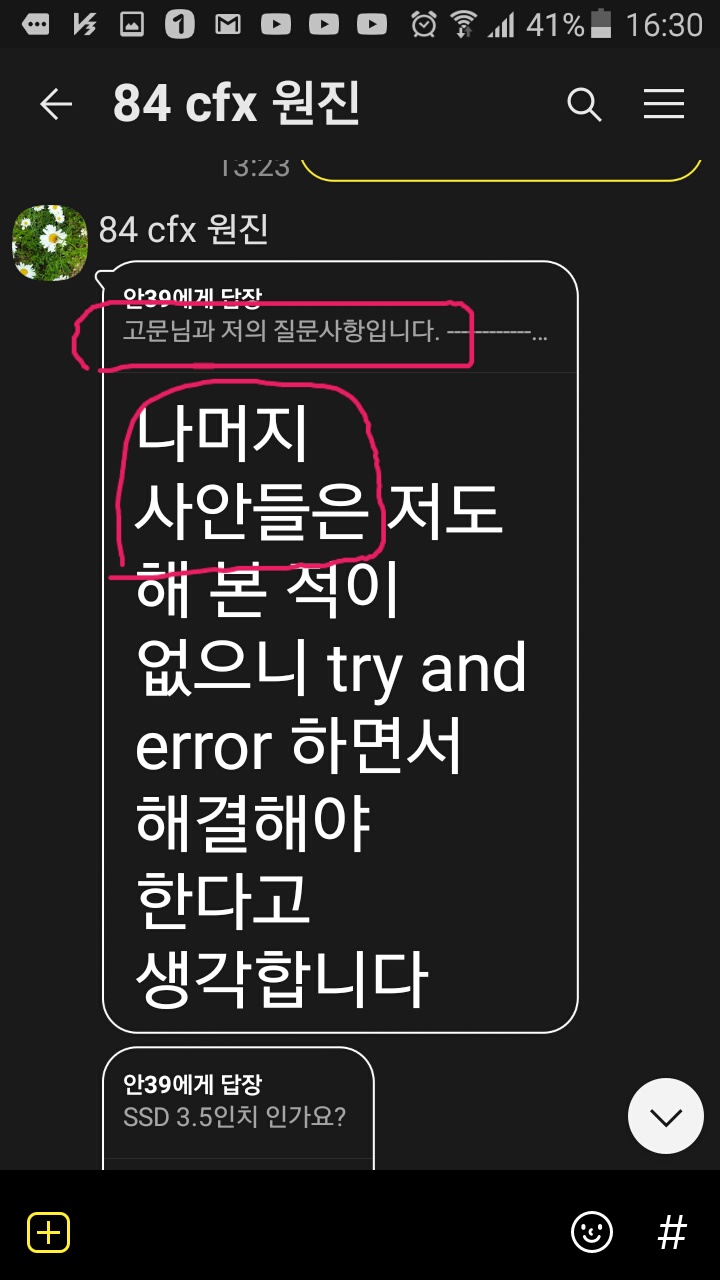 41% 16:30
84 cfx 원진
13:23
84 cfx 원진
안39에게 답장
고문님과 저의 질문사항입니다. ------------...
나머지
사안들은 저도
해 본 적이
없으니 try and
error 하면서
해결해야
한다고
생각합니다
안39에게 답장
SSD 3.5인치 인가요?
#